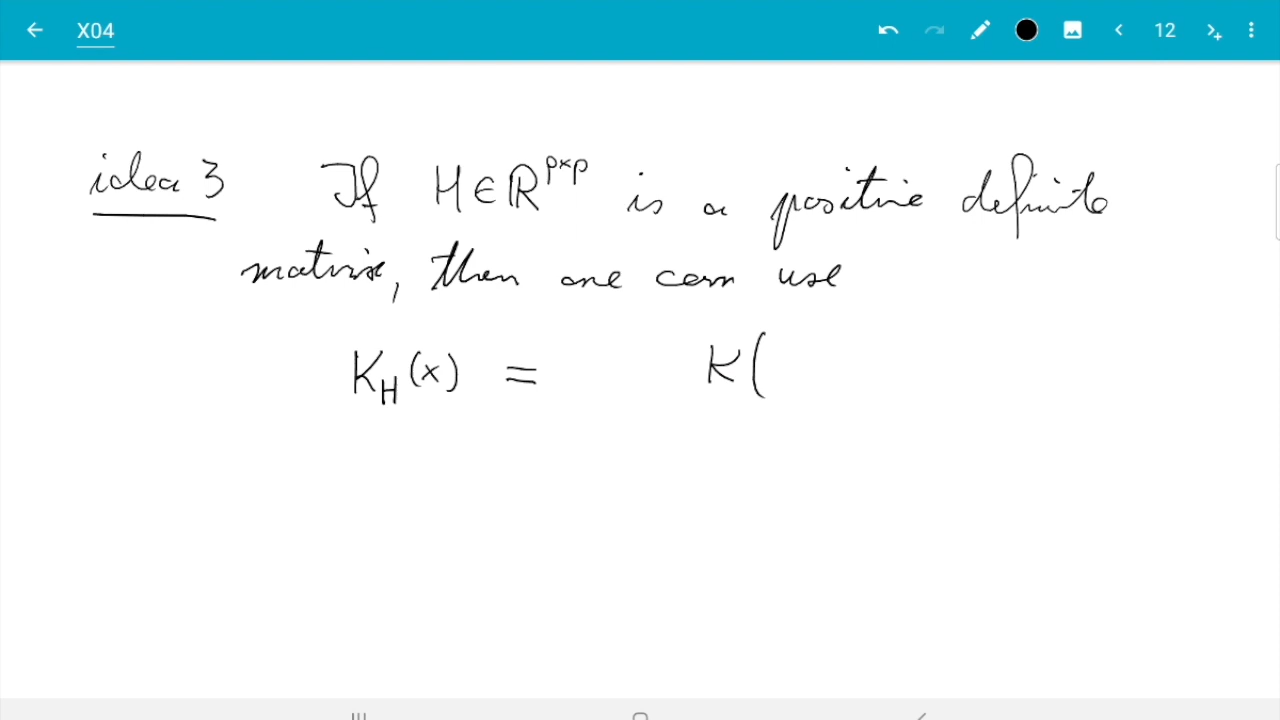 X04
12
idea 3 If H∈ℝ^{p×p} is a positive definite
matrix, then one can use
K_H(x) = K(